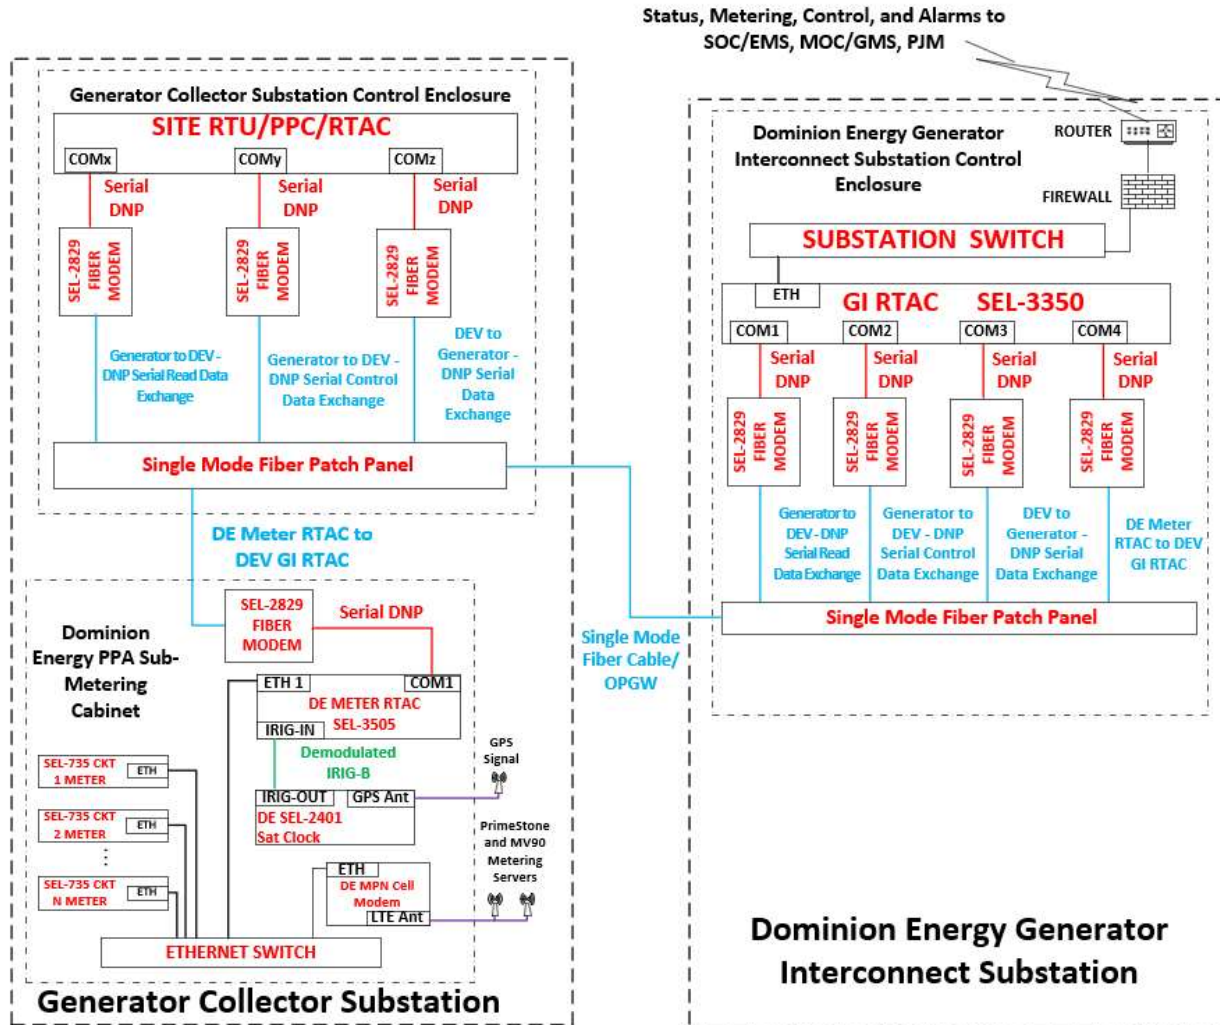 Status, Metering, Control, and Alarms to
SOC/EMS, MOC/GMS, PJM
Generator Collector Substation Control Enclosure
SITE RTU/PPC/RTAC
COMx
COMy
COMz
Serial
DNP
Serial
DNP
Serial
DNP
SEL-2829
FIBER
MODEM
SEL-2829
FIBER
MODEM
SEL-2829
FIBER
MODEM
Generator to DEV -
DNP Serial Read Data
Exchange
Generator to DEV -
DNP Serial Control
Data Exchange
DEV to
Generator -
DNP Serial
Data
Exchange
Single Mode Fiber Patch Panel
DE Meter RTAC to
DEV GI RTAC
Dominion
Energy PPA Sub-
Metering
Cabinet
SEL-2829
FIBER
MODEM
Serial DNP
ETH 1
COM1
DE METER RTAC
SEL-3505
IRIG-IN
Demodulated
IRIG-B
GPS
Signal
IRIG-OUT
GPS Ant
DE SEL-2401
Sat Clock
SEL-735 CKT
1 METER
ETH
SEL-735 CKT
2 METER
ETH
SEL-735 CKT
N METER
ETH
PrimeStone
and MV90
Metering
Servers
ETH
DE MPN Cell
Modem
LTE Ant
ETHERNET SWITCH
Generator Collector Substation
Single Mode
Fiber Cable/
OPGW
Dominion Energy Generator
Interconnect Substation Control
Enclosure
ROUTER
FIREWALL
SUBSTATION SWITCH
ETH
GI RTAC SEL-3350
COM1
COM2
COM3
COM4
Serial
DNP
Serial
DNP
Serial
DNP
Serial
DNP
SEL-2829
FIBER
MODEM
SEL-2829
FIBER
MODEM
SEL-2829
FIBER
MODEM
SEL-2829
FIBER
MODEM
Generator to
DEV - DNP
Serial Read
Data Exchange
Generator to
DEV - DNP
Serial Control
Data Exchange
DEV to
Generator -
DNP Serial
Data Exchange
DE Meter
RTAC to DEV
GI RTAC
Single Mode Fiber Patch Panel
Dominion Energy Generator
Interconnect Substation